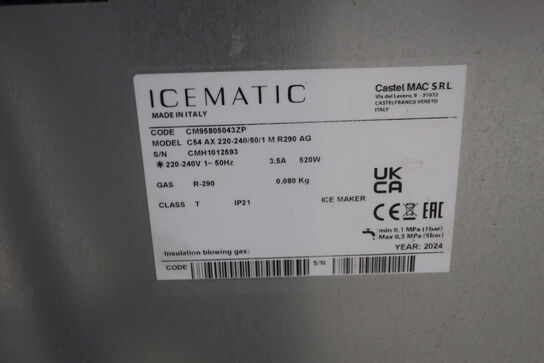 ICEMATIC
MADE IN ITALY
Castel MAC S.R.L
Via del Lavoro, 9 - 31033
CASTELFRANCO VENETO
ITALY
CODE CM95805043ZP
MODEL C54 AX 220-240/50/1 M R290 AG
S/N CMH1012593
220-240V 1~ 50Hz 3,5A 520W
GAS R-290 0,080 Kg
CLASS T IP21 ICE MAKER
UK
CA
CE EAC
min 0,1 MPa (1bar)
Max 0,5 MPa (5bar)
YEAR: 2024
Insulation blowing gas:
CODE S/N